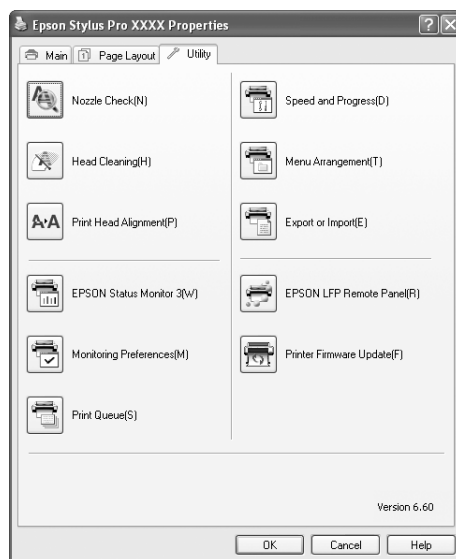 Epson Stylus Pro XXXX Properties
Main
Page Layout
Utility
Nozzle Check(N)
Head Cleaning(H)
Print Head Alignment(P)
EPSON Status Monitor 3(W)
Monitoring Preferences(M)
Print Queue(S)
Speed and Progress(D)
Menu Arrangement(T)
Export or Import(E)
EPSON LFP Remote Panel(R)
Printer Firmware Update(F)
Version 6.60
OK
Cancel
Help